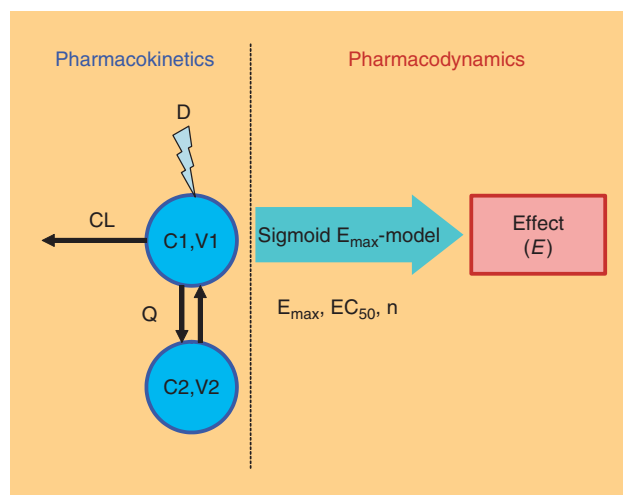 Pharmacokinetics
Pharmacodynamics
D
CL
C1,V1
Sigmoid Emax-model
Effect
(E)
Q
Emax, EC50, n
C2,V2